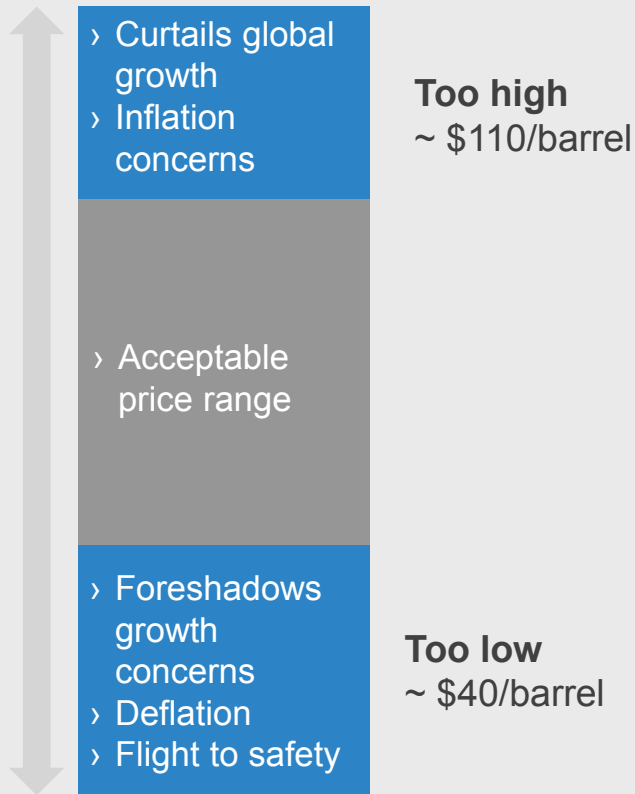 › Curtails global
growth
› Inflation
concerns
Too high
~ $110/barrel
› Acceptable
price range
› Foreshadows
growth
concerns
› Deflation
› Flight to safety
Too low
~ $40/barrel